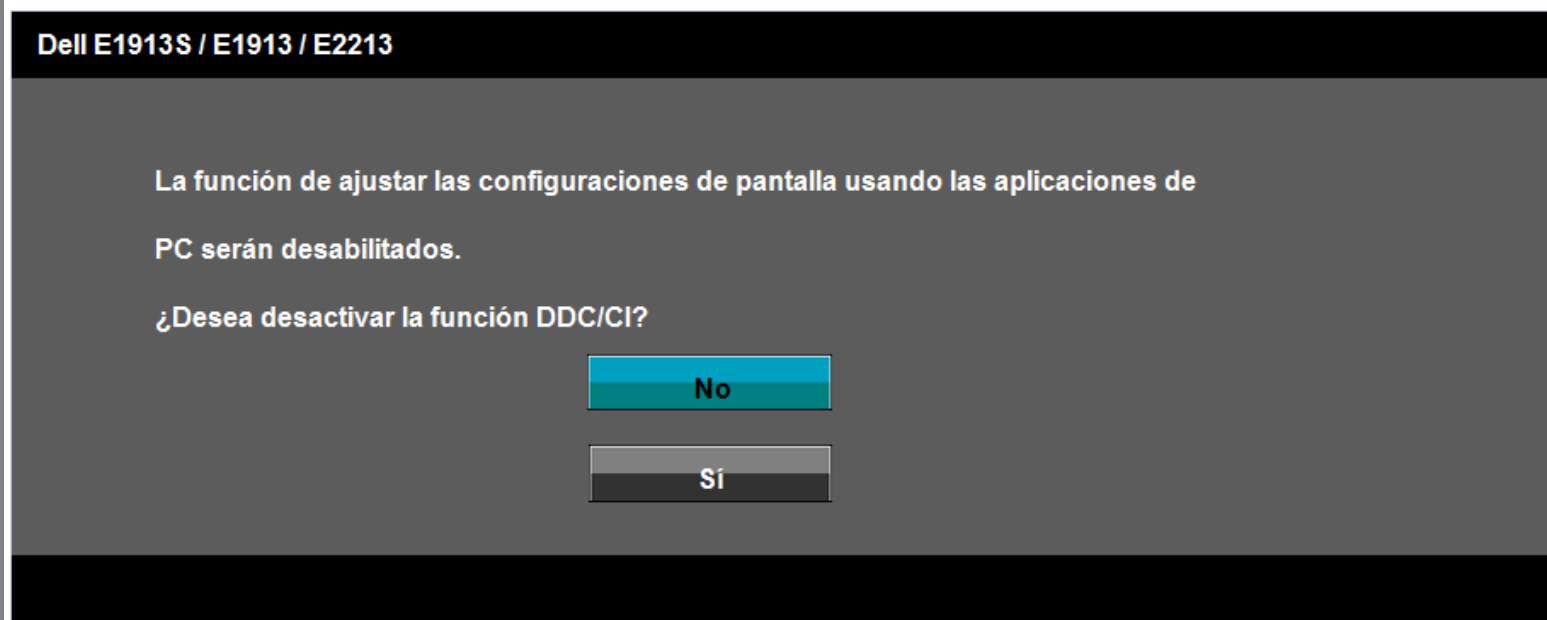 Dell E1913S / E1913 / E2213
La función de ajustar las configuraciones de pantalla usando las aplicaciones de
PC serán desabilitados.
¿Desea desactivar la función DDC/CI?
No
Sí